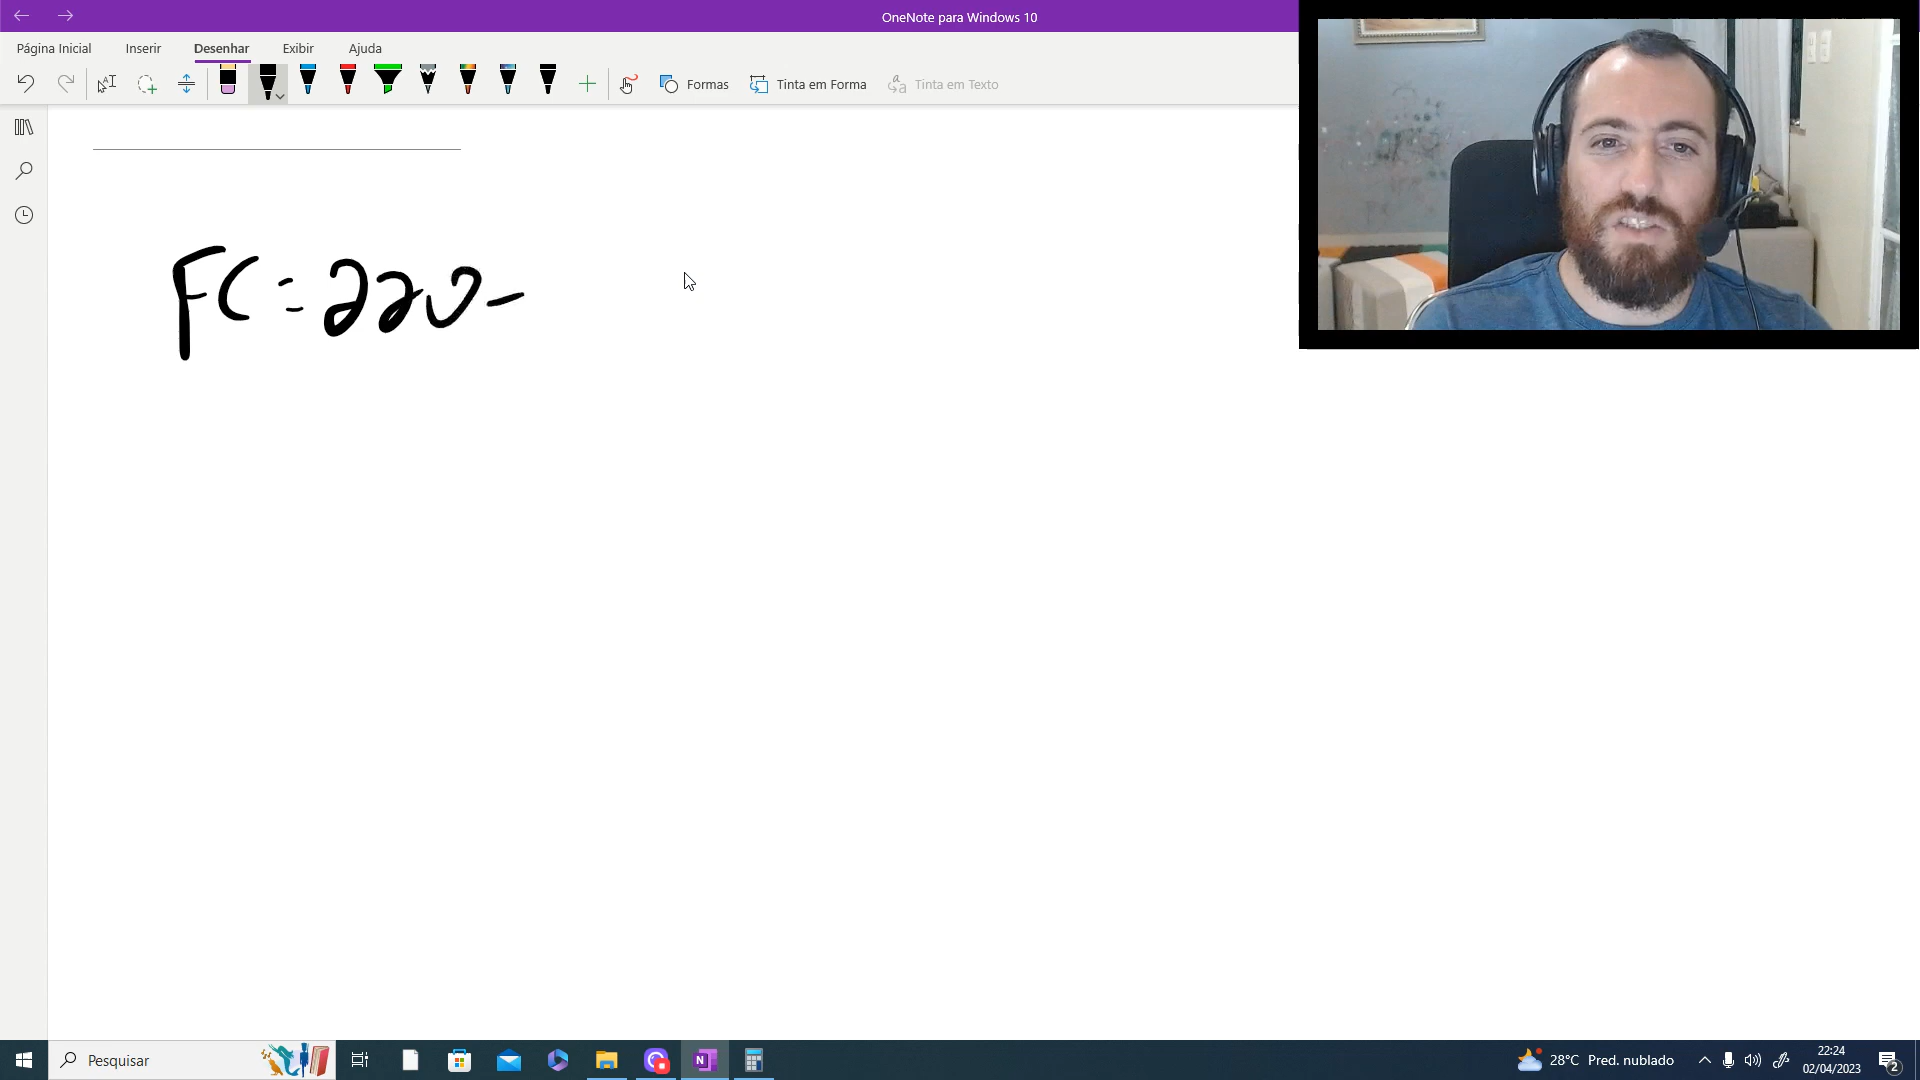 OneNote para Windows 10
Página Inicial Inserir Desenhar Exibir Ajuda
Formas Tinta em Forma Tinta em Texto
FC = 220 -
Pesquisar
28°C Pred. nublado
22:24
02/04/2023
2